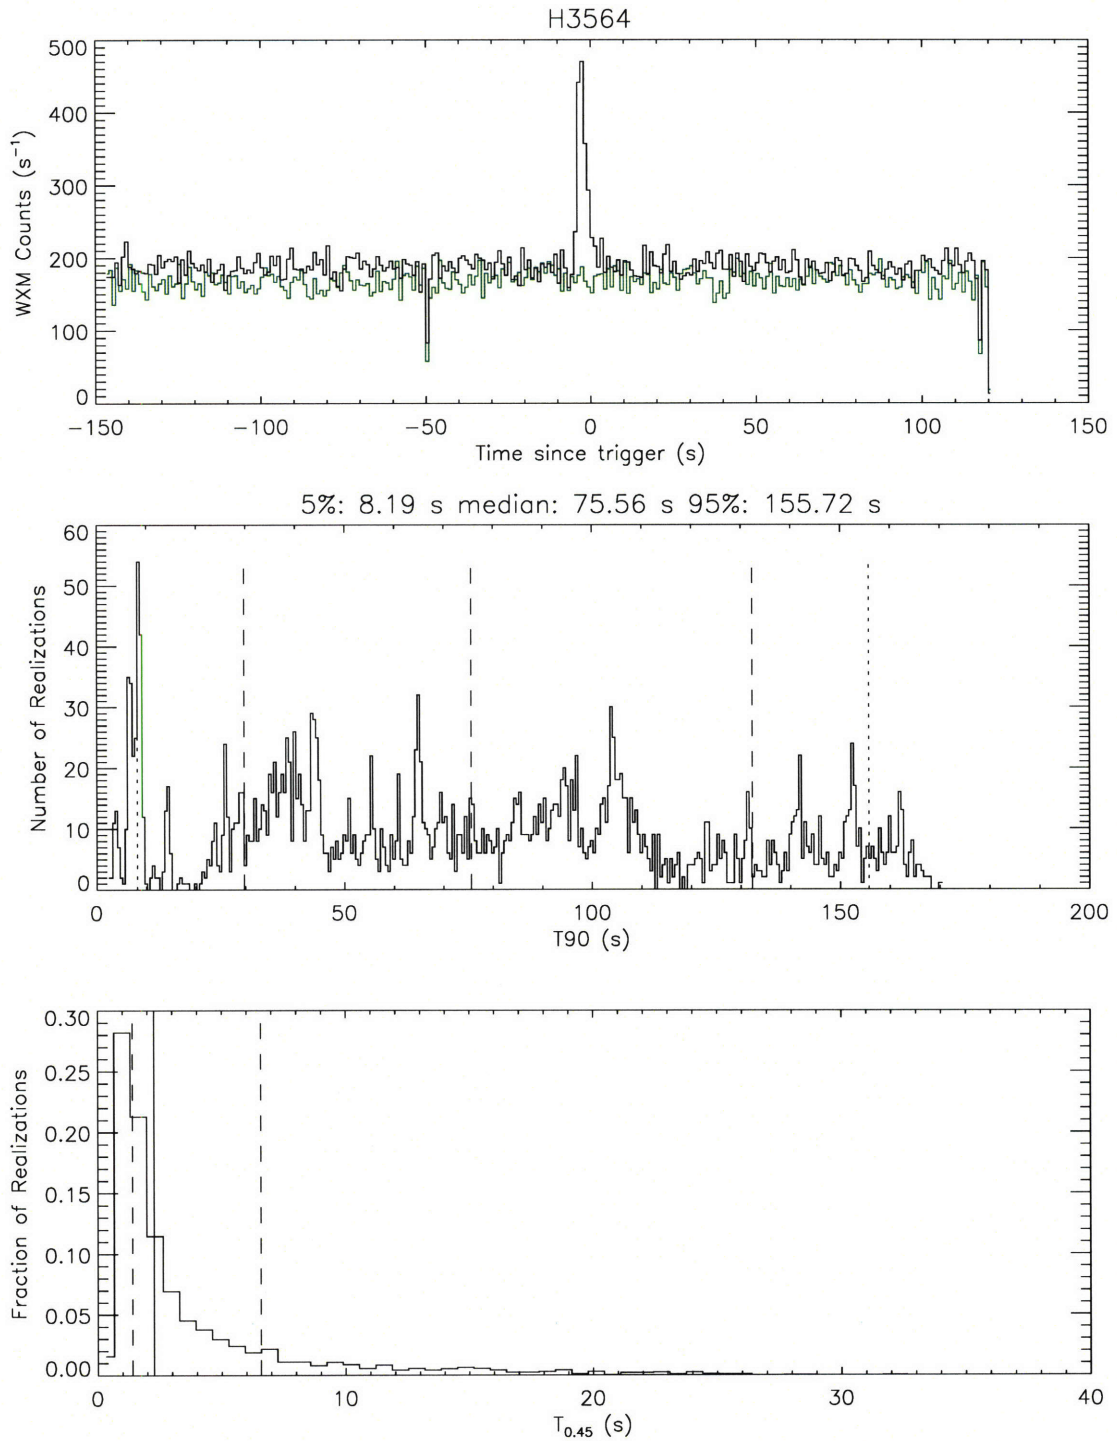 H3564
500
400
300
200
100
0
WXM Counts (s⁻¹)
−150 −100 −50 0 50 100 150
Time since trigger (s)
5%: 8.19 s median: 75.56 s 95%: 155.72 s
60
50
40
30
20
10
0
Number of Realizations
0 50 100 150 200
T90 (s)
0.30
0.25
0.20
0.15
0.10
0.05
0.00
Fraction of Realizations
0 10 20 30 40
T₀.₄₅ (s)